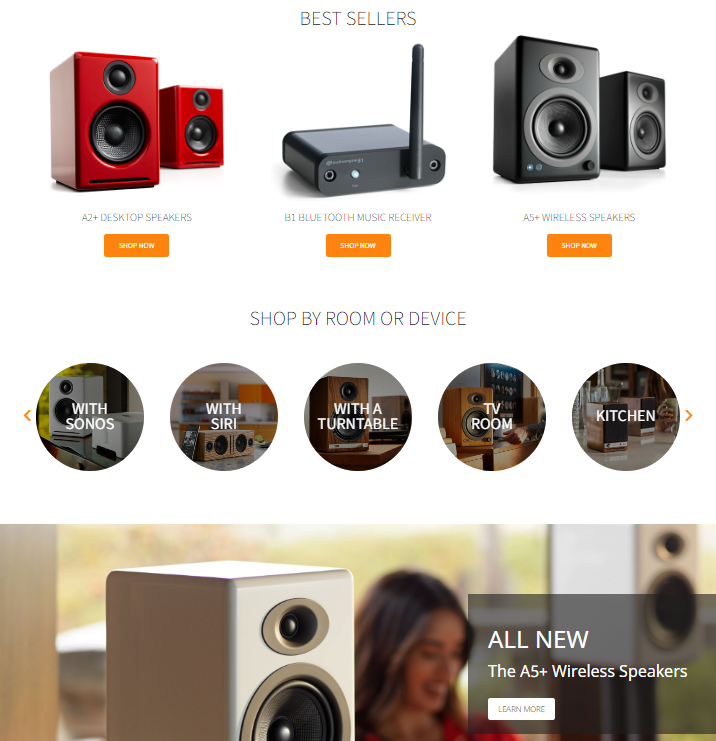 BEST SELLERS
A2+ DESKTOP SPEAKERS
B1 BLUETOOTH MUSIC RECEIVER
A5+ WIRELESS SPEAKERS
SHOP NOW
SHOP NOW
SHOP NOW
SHOP BY ROOM OR DEVICE
WITH
SONOS
WITH
SIRI
WITH A
TURNTABLE
TV
ROOM
KITCHEN
ALL NEW
The A5+ Wireless Speakers
LEARN MORE